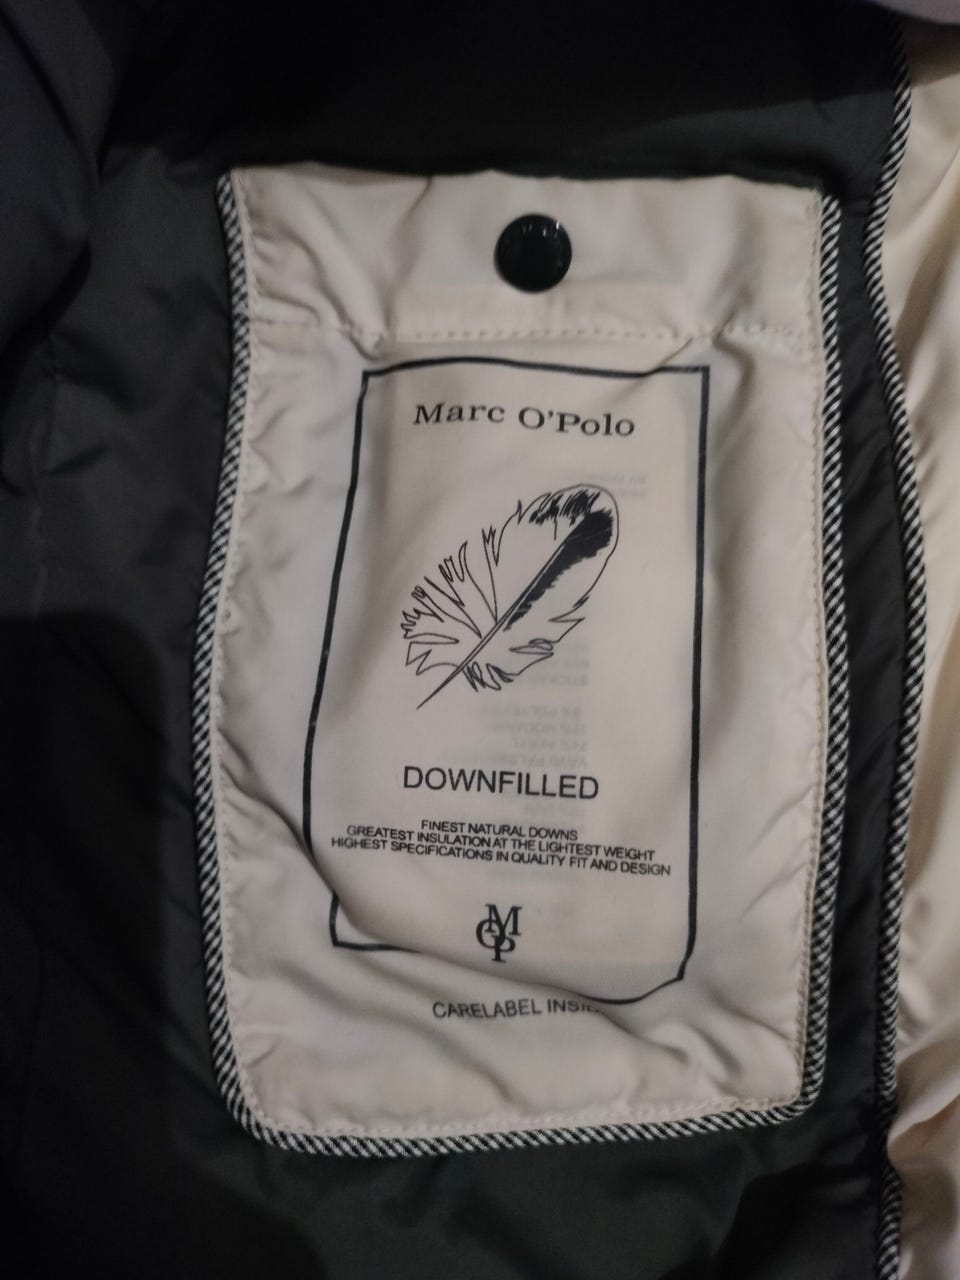 Marc O'Polo
DOWNFILLED
FINEST NATURAL DOWNS
GREATEST INSULATION AT THE LIGHTEST WEIGHT
HIGHEST SPECIFICATIONS IN QUALITY FIT AND DESIGN
MOP
CARELABEL